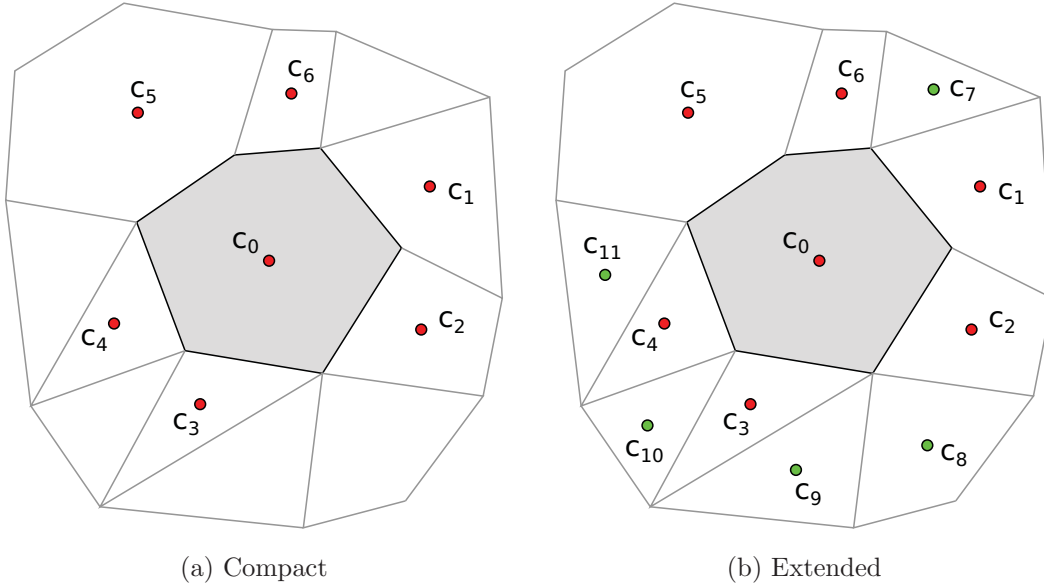 c₆
c₅
c₁
c₀
c₂
c₄
c₃
(a) Compact
c₆
c₇
c₅
c₁
c₀
c₁₁
c₂
c₄
c₃
c₁₀
c₈
c₉
(b) Extended